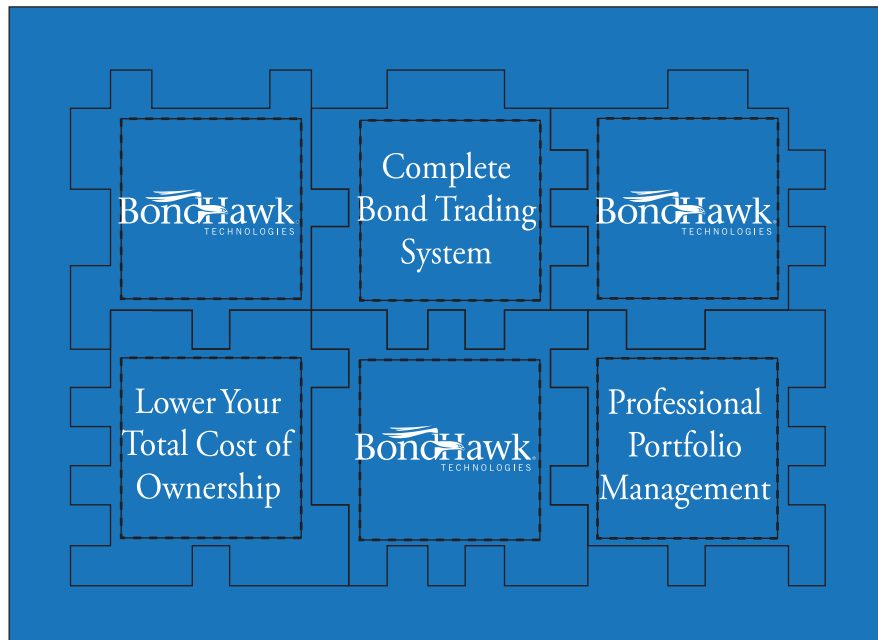 BondHawk®
TECHNOLOGIES
Complete
Bond Trading
System
BondHawk®
TECHNOLOGIES
Lower Your
Total Cost of
Ownership
BondHawk®
TECHNOLOGIES
Professional
Portfolio
Management